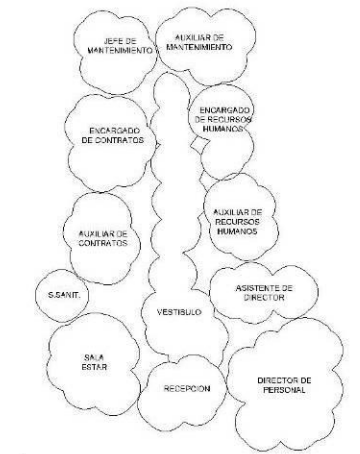 JEFE DE
MANTENIMIENTO
AUXILIAR DE
MANTENIMIENTO
ENCARGADO
DE RECURSOS
HUMANOS
ENCARGADO
DE CONTRATOS
AUXILIAR DE
RECURSOS
HUMANOS
AUXILIAR DE
CONTRATOS
ASISTENTE DE
DIRECTOR
S.SANIT.
VESTIBULO
SALA
ESTAR
RECEPCION
DIRECTOR DE
PERSONAL